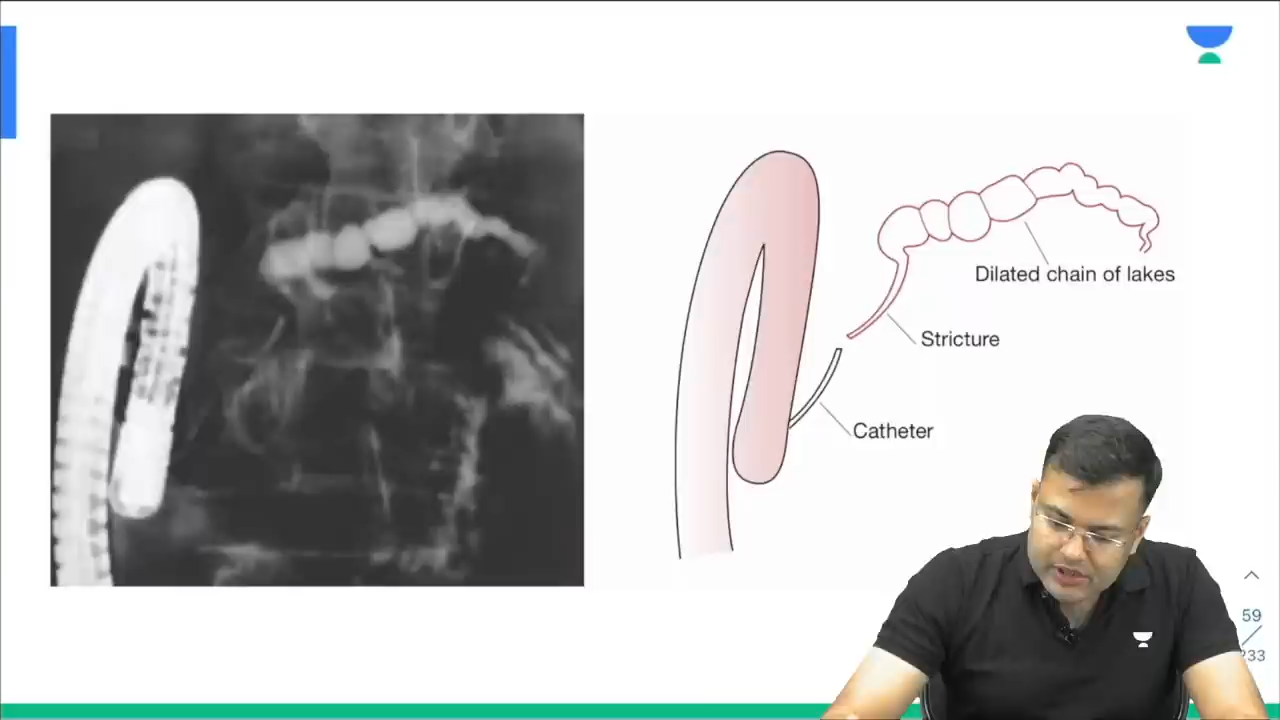 Dilated chain of lakes
Stricture
Catheter
59
233